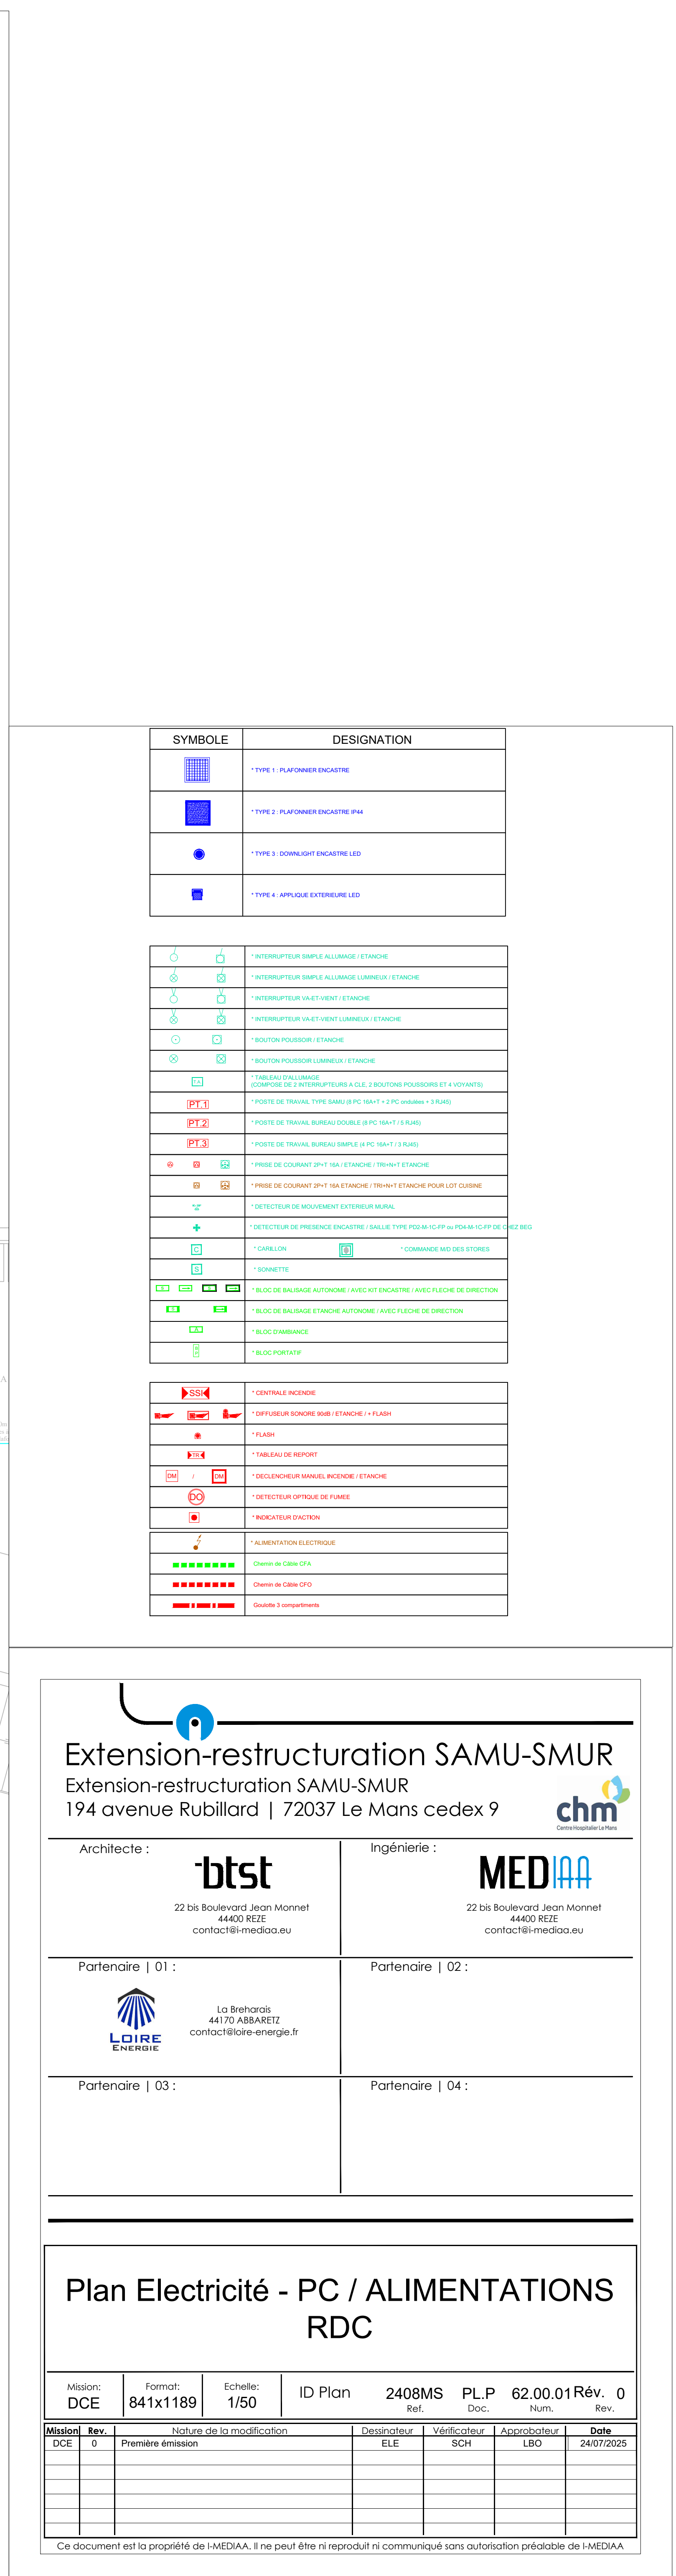 SYMBOLE DESIGNATION
* TYPE 1 : PLAFONNIER ENCASTRE
* TYPE 2 : PLAFONNIER ENCASTRE IP44
* TYPE 3 : DOWNLIGHT ENCASTRE LED
* TYPE 4 : APPLIQUE EXTERIEURE LED
* INTERRUPTEUR SIMPLE ALLUMAGE / ETANCHE
* INTERRUPTEUR SIMPLE ALLUMAGE LUMINEUX / ETANCHE
* INTERRUPTEUR VA-ET-VIENT / ETANCHE
* INTERRUPTEUR VA-ET-VIENT LUMINEUX / ETANCHE
* BOUTON POUSSOIR / ETANCHE
* BOUTON POUSSOIR LUMINEUX / ETANCHE
* TABLEAU D'ALLUMAGE
(COMPOSE DE 2 INTERRUPTEURS A CLE, 2 BOUTONS POUSSOIRS ET 4 VOYANTS)
PT.1 * POSTE DE TRAVAIL TYPE SAMU (8 PC 16A+T + 2 PC ondulées + 3 RJ45)
PT.2 * POSTE DE TRAVAIL BUREAU DOUBLE (8 PC 16A+T / 5 RJ45)
PT.3 * POSTE DE TRAVAIL BUREAU SIMPLE (4 PC 16A+T / 3 RJ45)
* PRISE DE COURANT 2P+T 16A / ETANCHE / TRI+N+T ETANCHE
* PRISE DE COURANT 2P+T 16A ETANCHE / TRI+N+T ETANCHE POUR LOT CUISINE
* DETECTEUR DE MOUVEMENT EXTERIEUR MURAL
* DETECTEUR DE PRESENCE ENCASTRE / SAILLIE TYPE PD2-M-1C-FP ou PD4-M-1C-FP DE CHEZ BEG
C * CARILLON * COMMANDE M/D DES STORES
S * SONNETTE
* BLOC DE BALISAGE AUTONOME / AVEC KIT ENCASTRE / AVEC FLECHE DE DIRECTION
* BLOC DE BALISAGE ETANCHE AUTONOME / AVEC FLECHE DE DIRECTION
A * BLOC D'AMBIANCE
* BLOC PORTATIF
SSI * CENTRALE INCENDIE
* DIFFUSEUR SONORE 90dB / ETANCHE / + FLASH
* FLASH
TR * TABLEAU DE REPORT
DM / DM * DECLENCHEUR MANUEL INCENDIE / ETANCHE
DO * DETECTEUR OPTIQUE DE FUMEE
* INDICATEUR D'ACTION
* ALIMENTATION ELECTRIQUE
Chemin de Câble CFA
Chemin de Câble CFO
Goulotte 3 compartiments
Extension-restructuration SAMU-SMUR
Extension-restructuration SAMU-SMUR
194 avenue Rubillard | 72037 Le Mans cedex 9
chm
Centre Hospitalier Le Mans
Architecte : Ingénierie :
btst MEDIAA
22 bis Boulevard Jean Monnet 22 bis Boulevard Jean Monnet
44400 REZE 44400 REZE
contact@i-mediaa.eu contact@i-mediaa.eu
Partenaire | 01 : Partenaire | 02 :
LOIRE
ENERGIE
La Breharais
44170 ABBARETZ
contact@loire-energie.fr
Partenaire | 03 : Partenaire | 04 :
Plan Electricité - PC / ALIMENTATIONS
RDC
Mission: Format: Echelle: ID Plan 2408MS PL.P 62.00.01 Rév. 0
DCE 841x1189 1/50 Ref. Doc. Num. Rev.
Mission Rev. Nature de la modification Dessinateur Vérificateur Approbateur Date
DCE 0 Première émission ELE SCH LBO 24/07/2025
Ce document est la propriété de I-MEDIAA. Il ne peut être ni reproduit ni communiqué sans autorisation préalable de I-MEDIAA